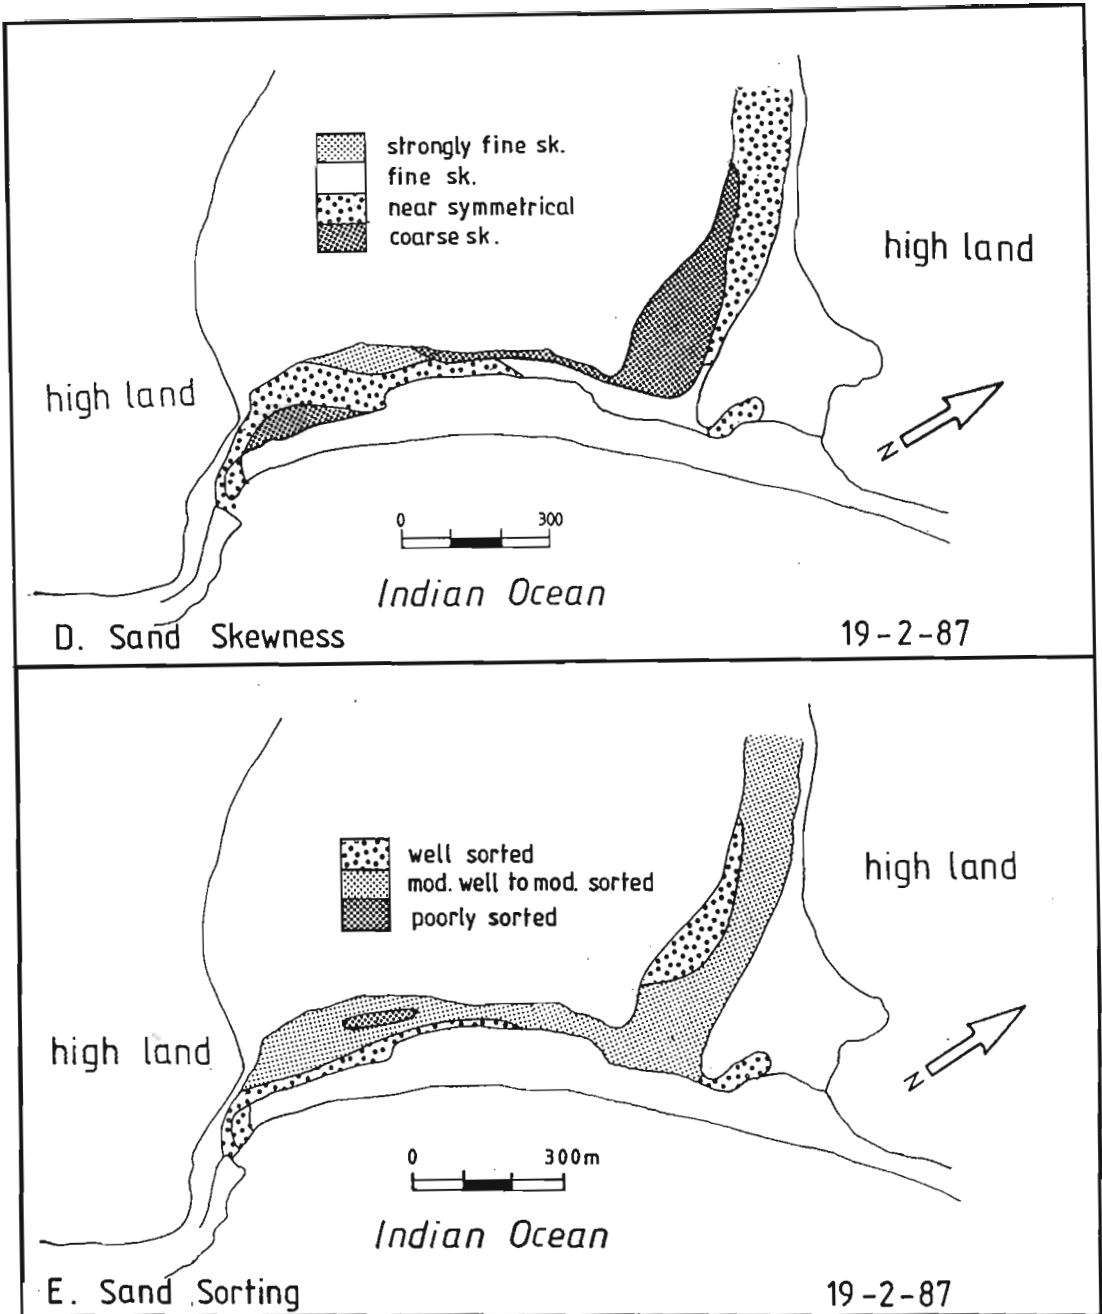 strongly fine sk.
fine sk.
near symmetrical
coarse sk.
high land
high land
N
0 300
Indian Ocean
D. Sand Skewness 19-2-87
well sorted
mod. well to mod. sorted
poorly sorted
high land
high land
N
0 300m
Indian Ocean
E. Sand Sorting 19-2-87